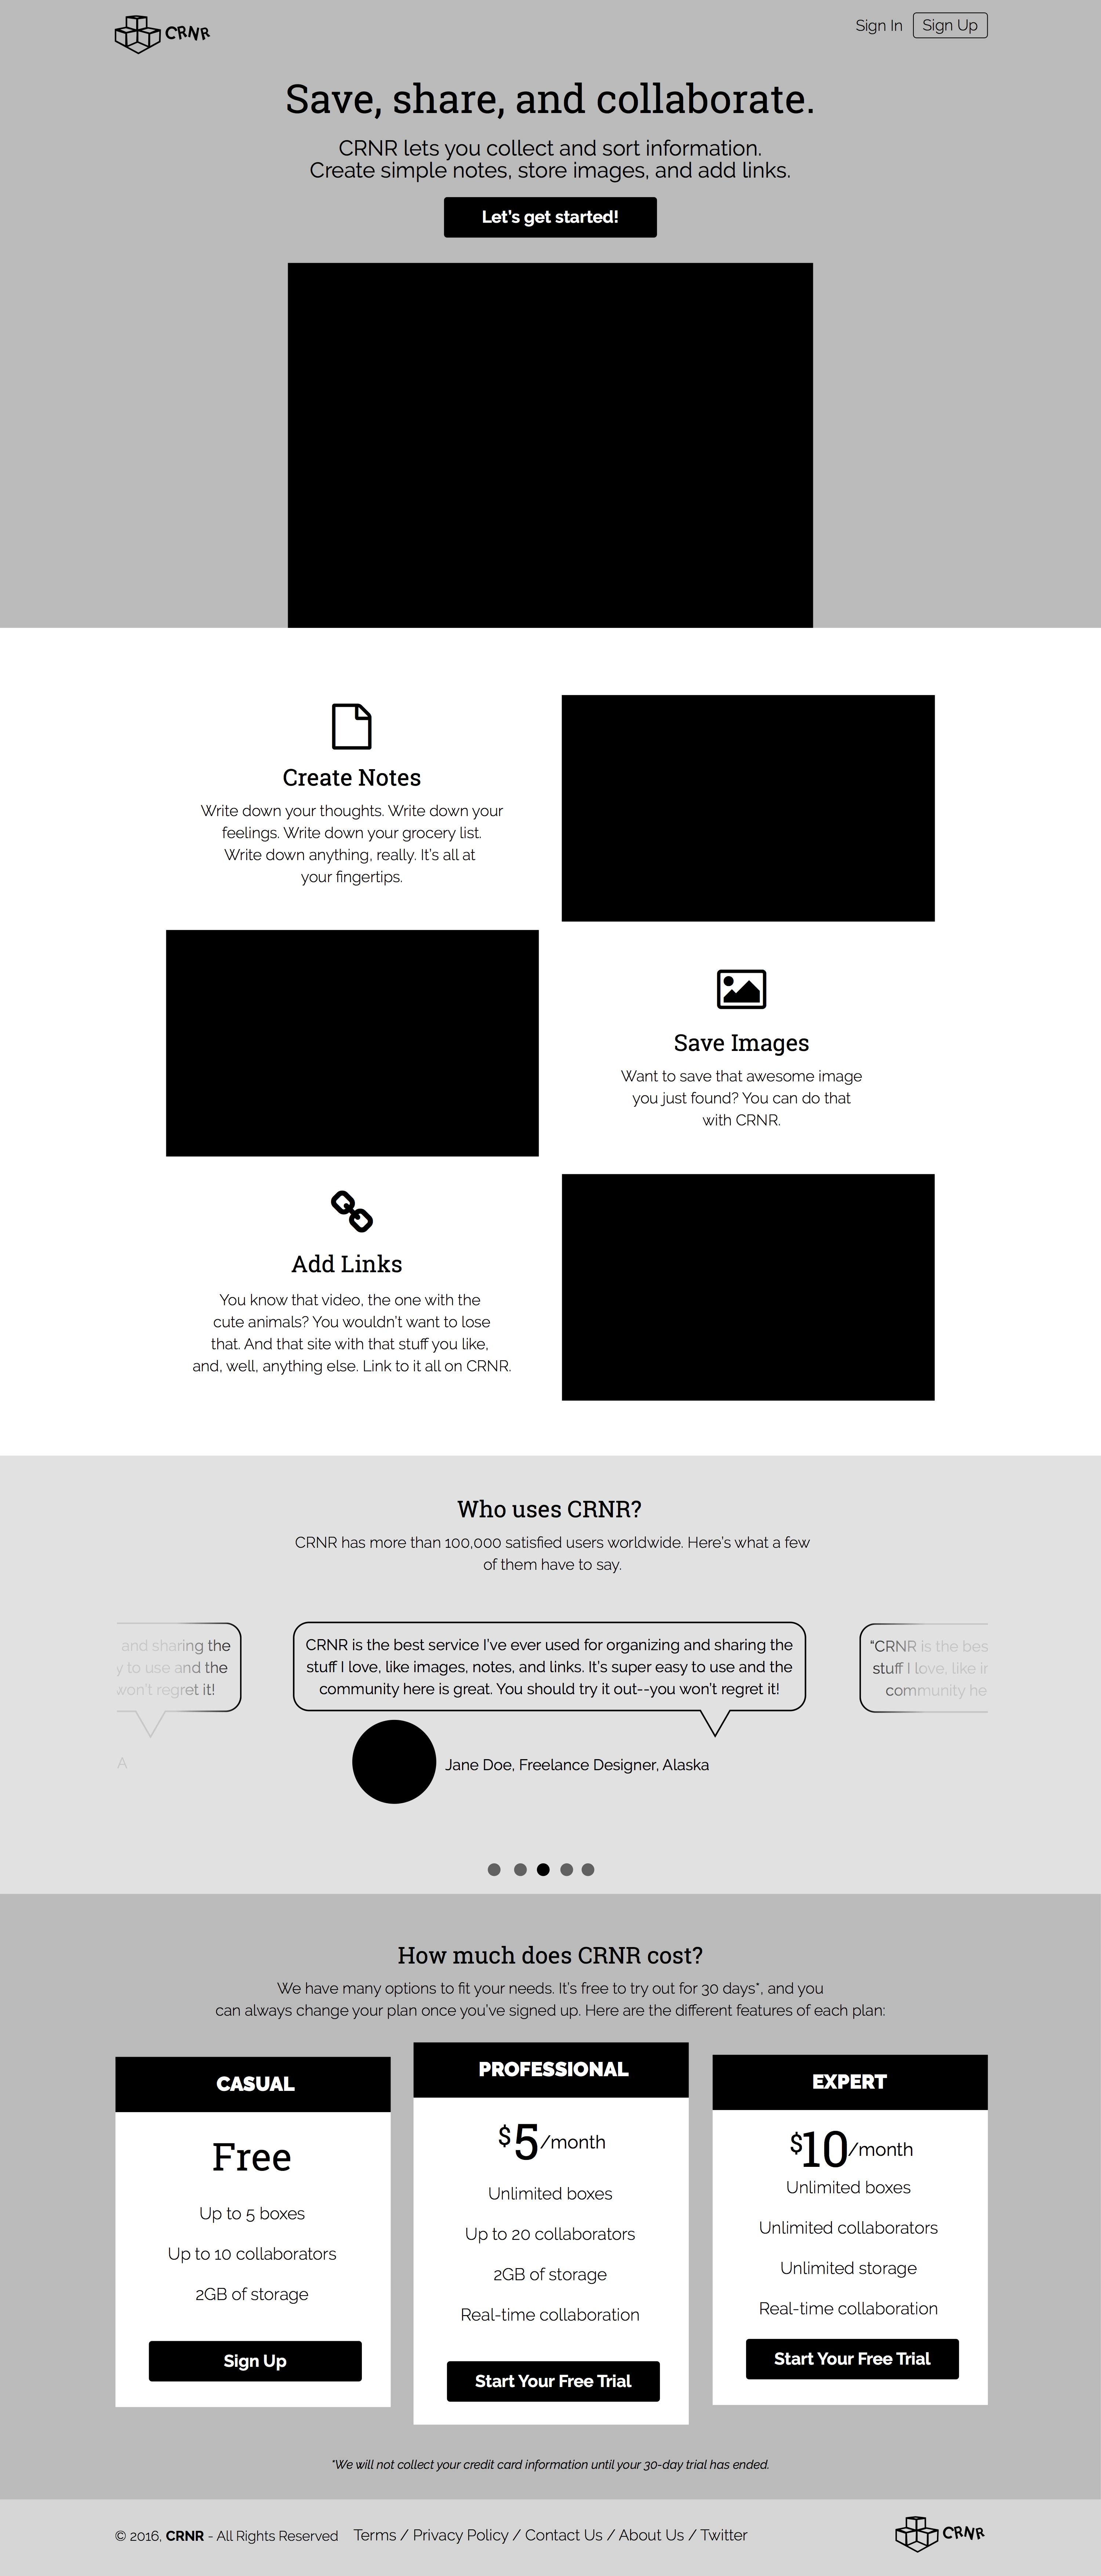 CRNR
Sign In
Sign Up
Save, share, and collaborate.
CRNR lets you collect and sort information.
Create simple notes, store images, and add links.
Let's get started!
Create Notes
Write down your thoughts. Write down your
feelings. Write down your grocery list.
Write down anything, really. It's all at
your fingertips.
Save Images
Want to save that awesome image
you just found? You can do that
with CRNR.
Add Links
You know that video, the one with the
cute animals? You wouldn't want to lose
that. And that site with that stuff you like,
and, well, anything else. Link to it all on CRNR.
Who uses CRNR?
CRNR has more than 100,000 satisfied users worldwide. Here's what a few
of them have to say.
and sharing the
y to use and the
won't regret it!
A
CRNR is the best service I've ever used for organizing and sharing the
stuff I love, like images, notes, and links. It's super easy to use and the
community here is great. You should try it out--you won't regret it!
Jane Doe, Freelance Designer, Alaska
"CRNR is the bes
stuff I love, like ir
community he
How much does CRNR cost?
We have many options to fit your needs. It's free to try out for 30 days*, and you
can always change your plan once you've signed up. Here are the different features of each plan:
CASUAL
Free
Up to 5 boxes
Up to 10 collaborators
2GB of storage
Sign Up
PROFESSIONAL
$5/month
Unlimited boxes
Up to 20 collaborators
2GB of storage
Real-time collaboration
Start Your Free Trial
EXPERT
$10/month
Unlimited boxes
Unlimited collaborators
Unlimited storage
Real-time collaboration
Start Your Free Trial
*We will not collect your credit card information until your 30-day trial has ended.
© 2016, CRNR - All Rights Reserved
Terms / Privacy Policy / Contact Us / About Us / Twitter
CRNR